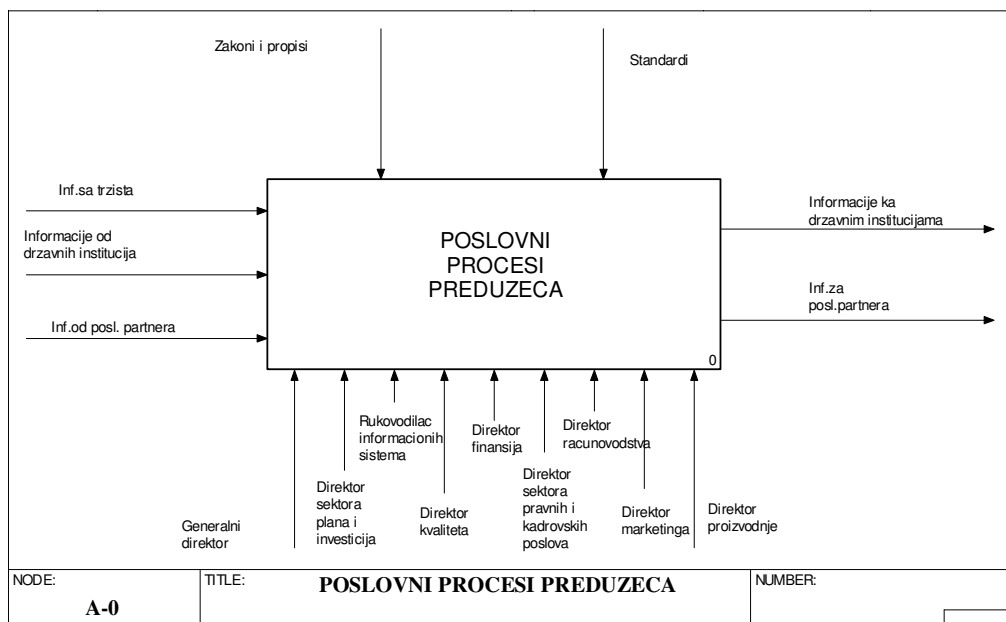 Zakoni i propisi
Standardi
Inf.sa trzista
Informacije od
drzavnih institucija
Inf.od posl. partnera
POSLOVNI
PROCESI
PREDUZECA
0
Informacije ka
drzavnim institucijama
Inf.za
posl.partnera
Generalni
direktor
Direktor
sektora
plana i
investicija
Rukovodilac
informacionih
sistema
Direktor
kvaliteta
Direktor
finansija
Direktor
sektora
pravnih i
kadrovskih
poslova
Direktor
racunovodstva
Direktor
marketinga
Direktor
proizvodnje
NODE:
A-0
TITLE:
POSLOVNI PROCESI PREDUZECA
NUMBER: